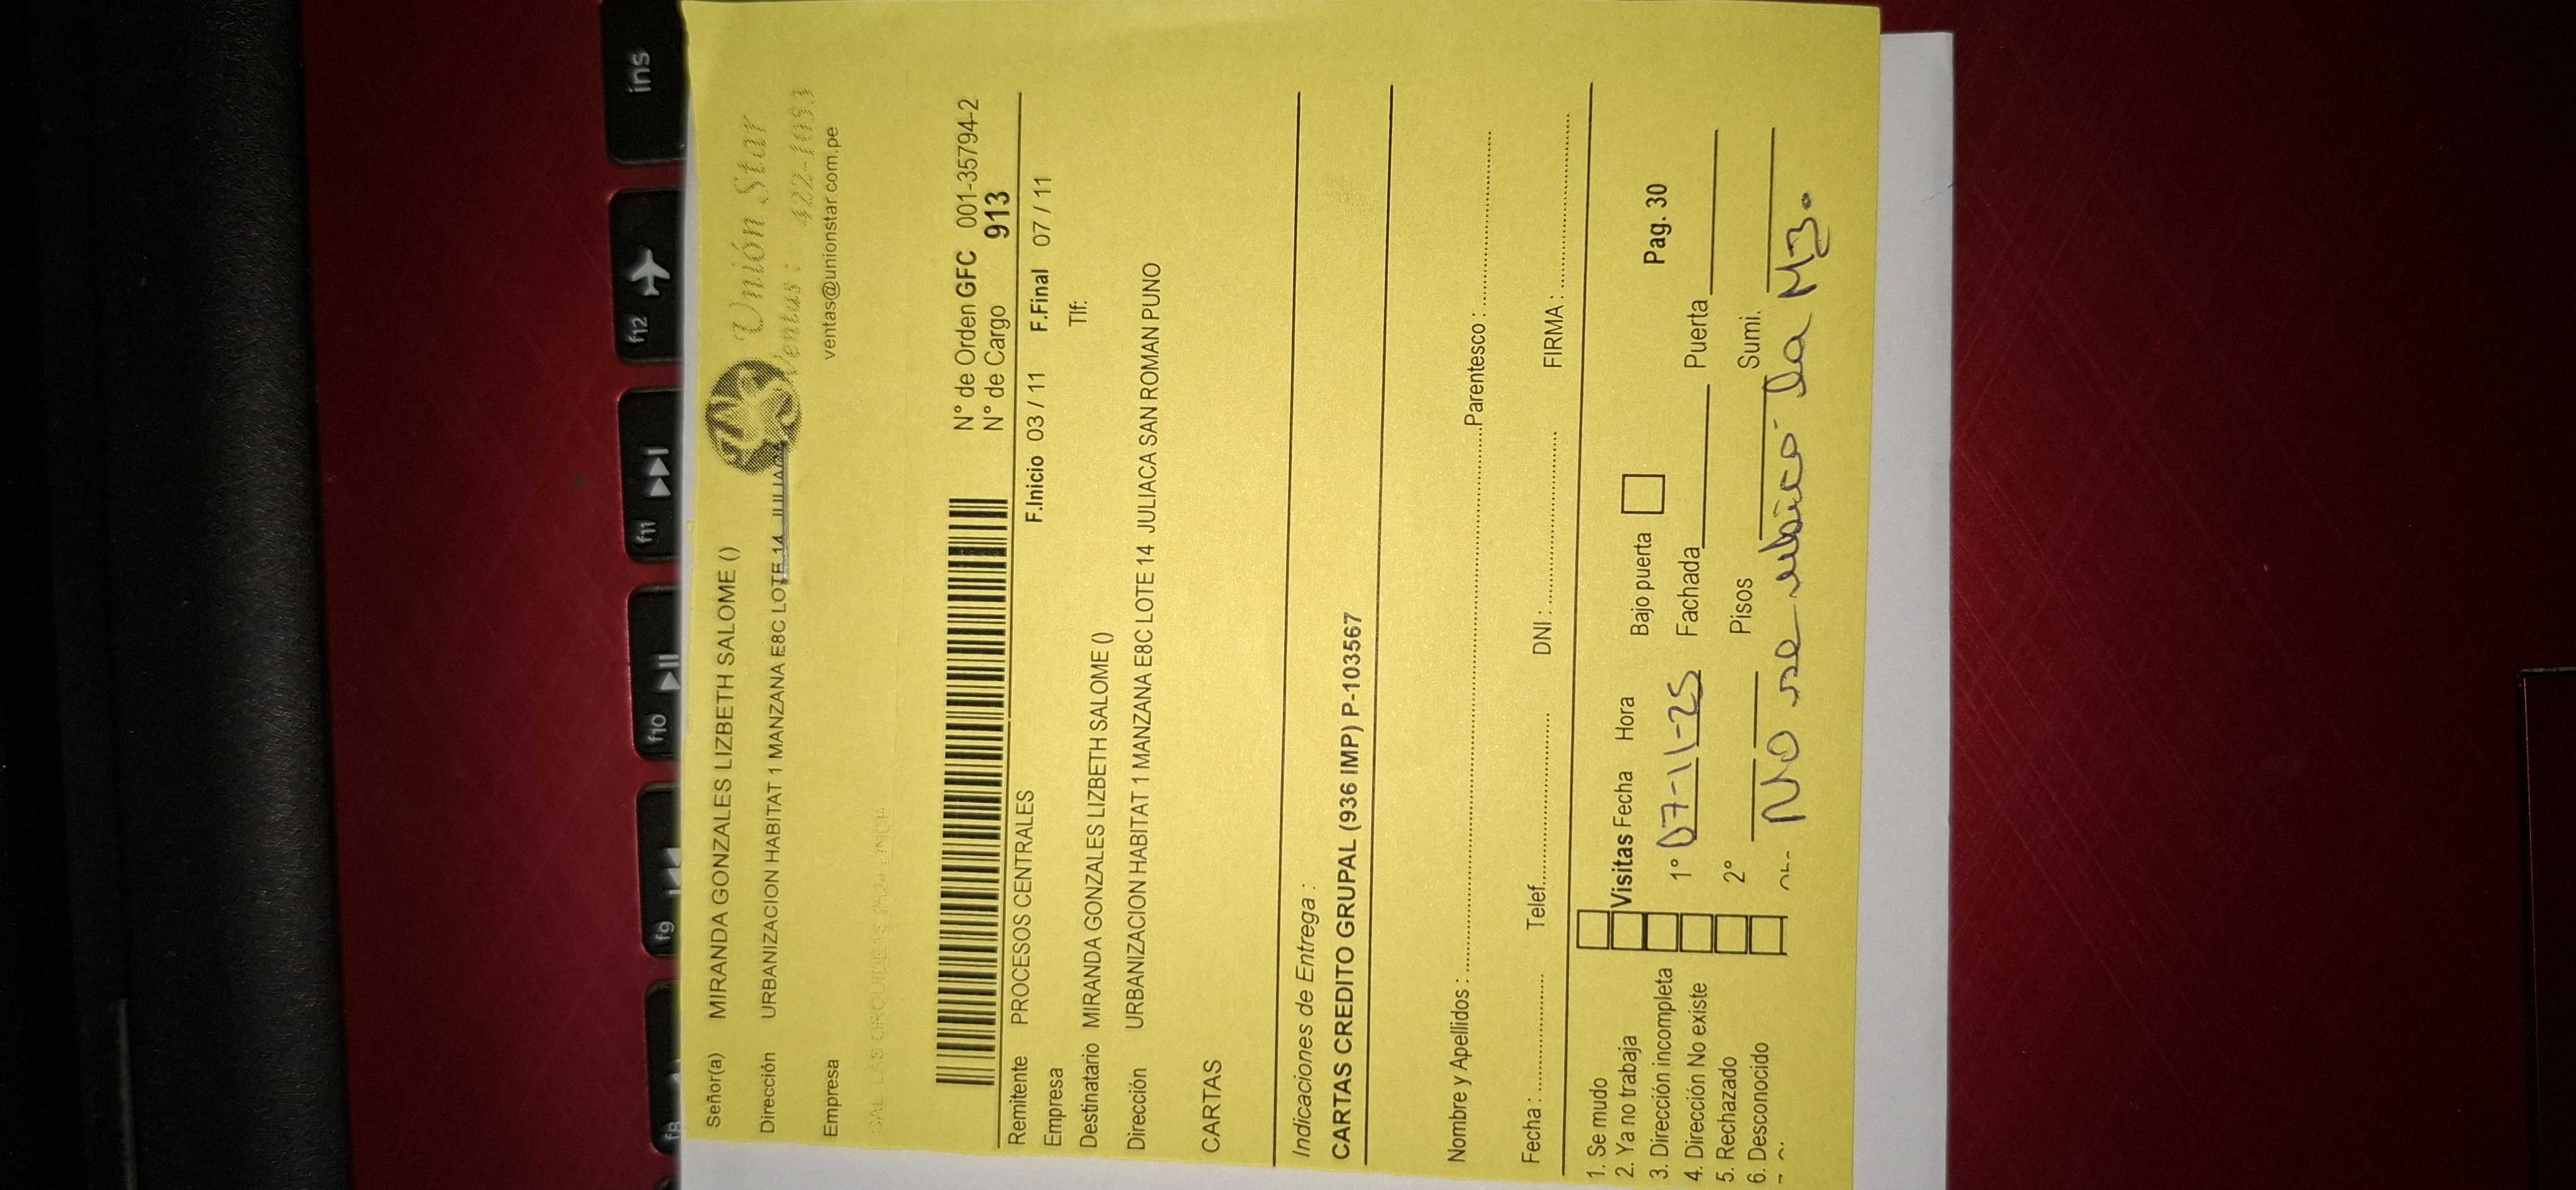 Señor(a) MIRANDA GONZALES LIZBETH SALOME ()
Unión Star
Dirección URBANIZACION HABITAT 1 MANZANA E8C LOTE 14 JULIACA
Ventas : 422-1093
Empresa
ventas@unionstar.com.pe
N° de Orden GFC 001-35794-2
N° de Cargo 913
Remitente PROCESOS CENTRALES
F.Inicio 03 / 11 F.Final 07 / 11
Empresa
Tlf:
Destinatario MIRANDA GONZALES LIZBETH SALOME ()
Dirección URBANIZACION HABITAT 1 MANZANA E8C LOTE 14 JULIACA SAN ROMAN PUNO
CARTAS
Indicaciones de Entrega :
CARTAS CREDITO GRUPAL (936 IMP) P-103567
Nombre y Apellidos : Parentesco :
Fecha : Telef. DNI : FIRMA :
1. Se mudo
2. Ya no trabaja Visitas Fecha Hora Bajo puerta Pag. 30
3. Dirección incompleta 1° 07-11-25
4. Dirección No existe Fachada Puerta
5. Rechazado 2°
6. Desconocido Pisos Sumi.
No se ubicó la Mz.
f8
f9
f10
f11
f12
ins